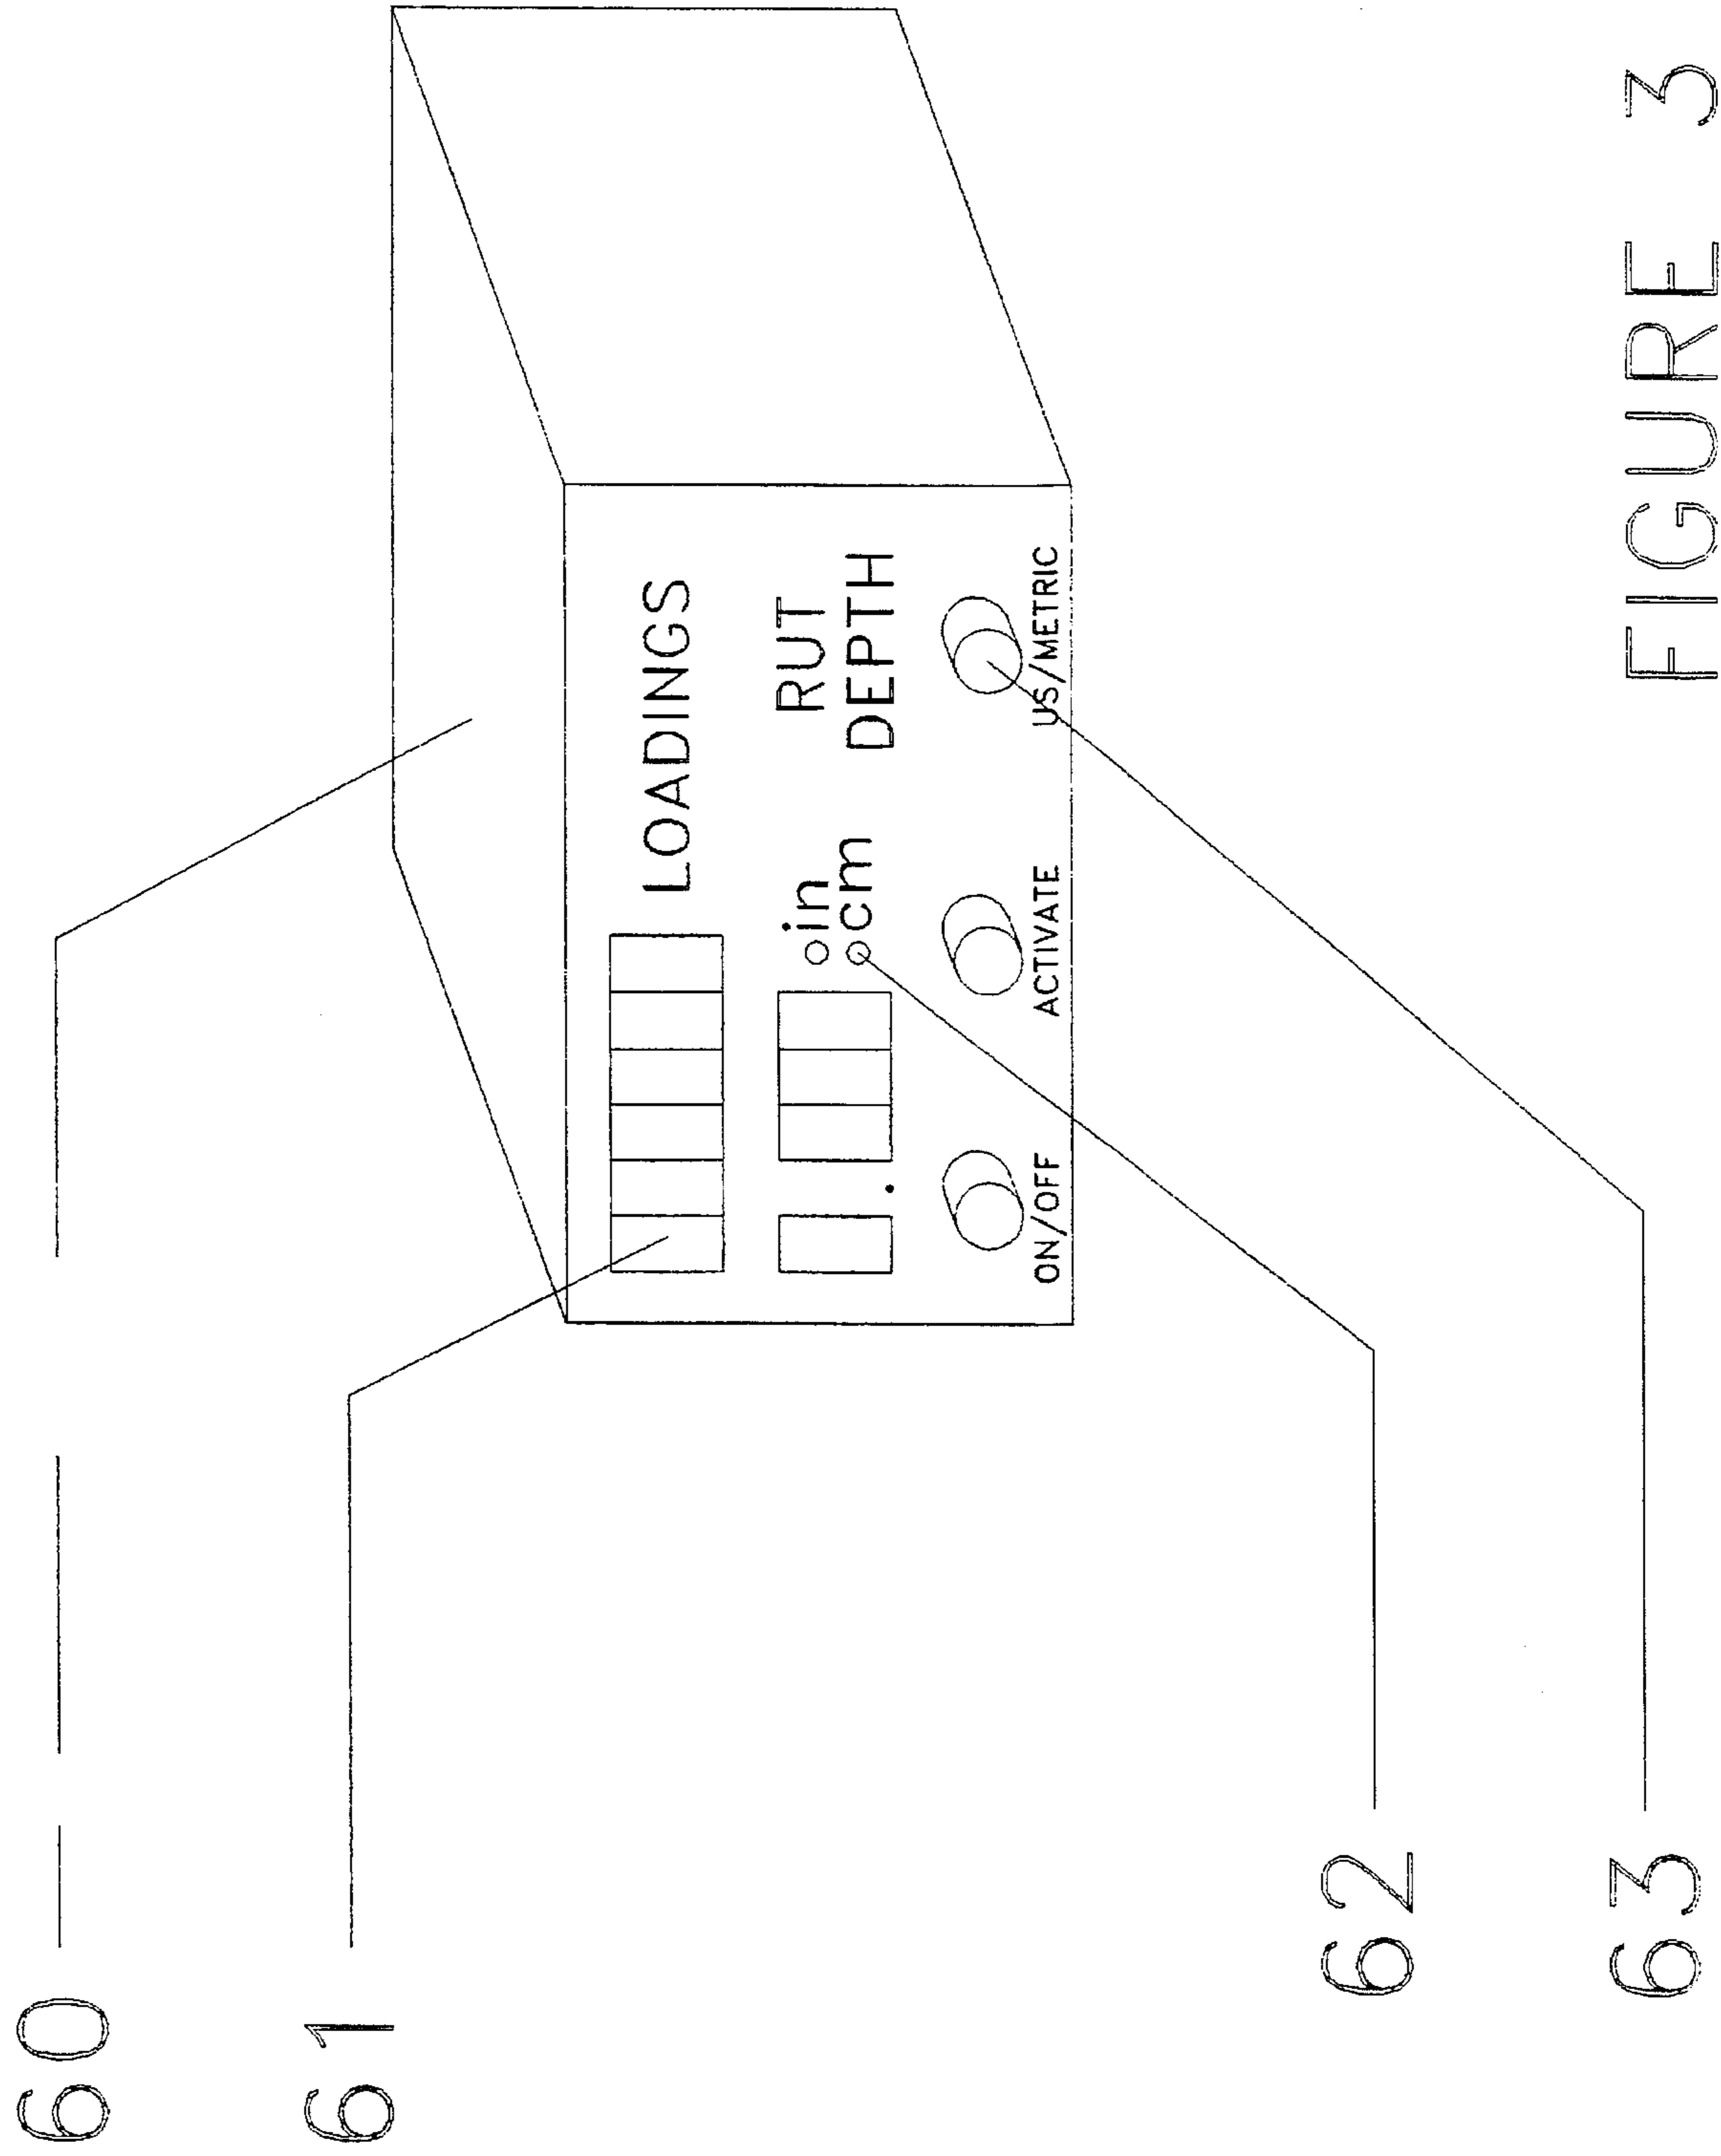 60
61
LOADINGS
in RUT
cm DEPTH
ON/OFF ACTIVATE US/METRIC
62
63
FIGURE 3